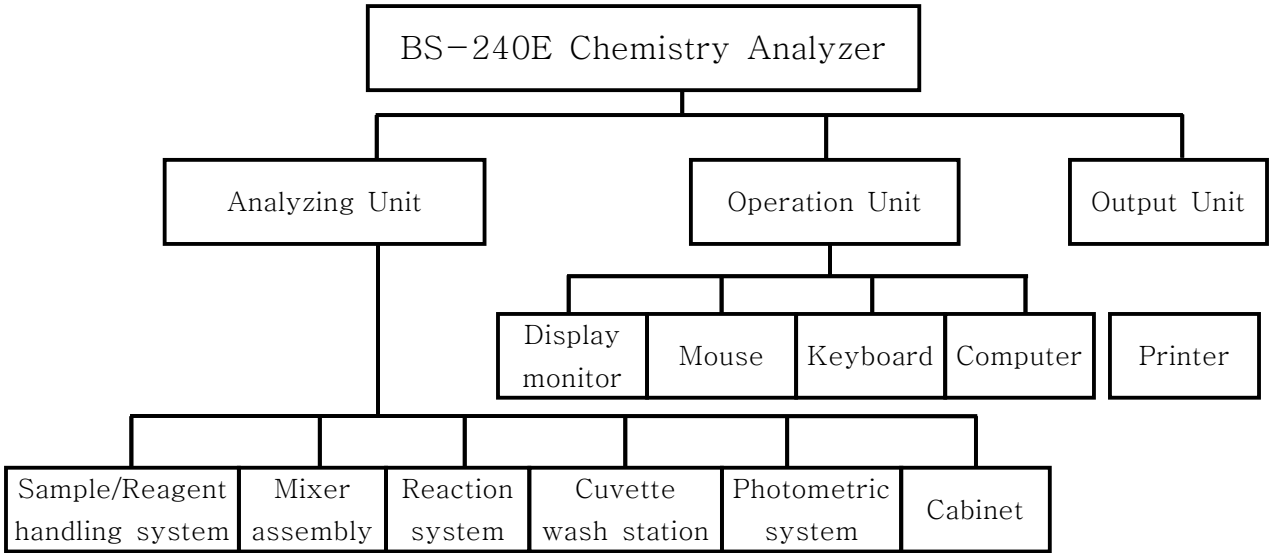 BS-240E Chemistry Analyzer
Analyzing Unit
Operation Unit
Output Unit
Display
monitor
Mouse
Keyboard
Computer
Printer
Sample/Reagent
handling system
Mixer
assembly
Reaction
system
Cuvette
wash station
Photometric
system
Cabinet